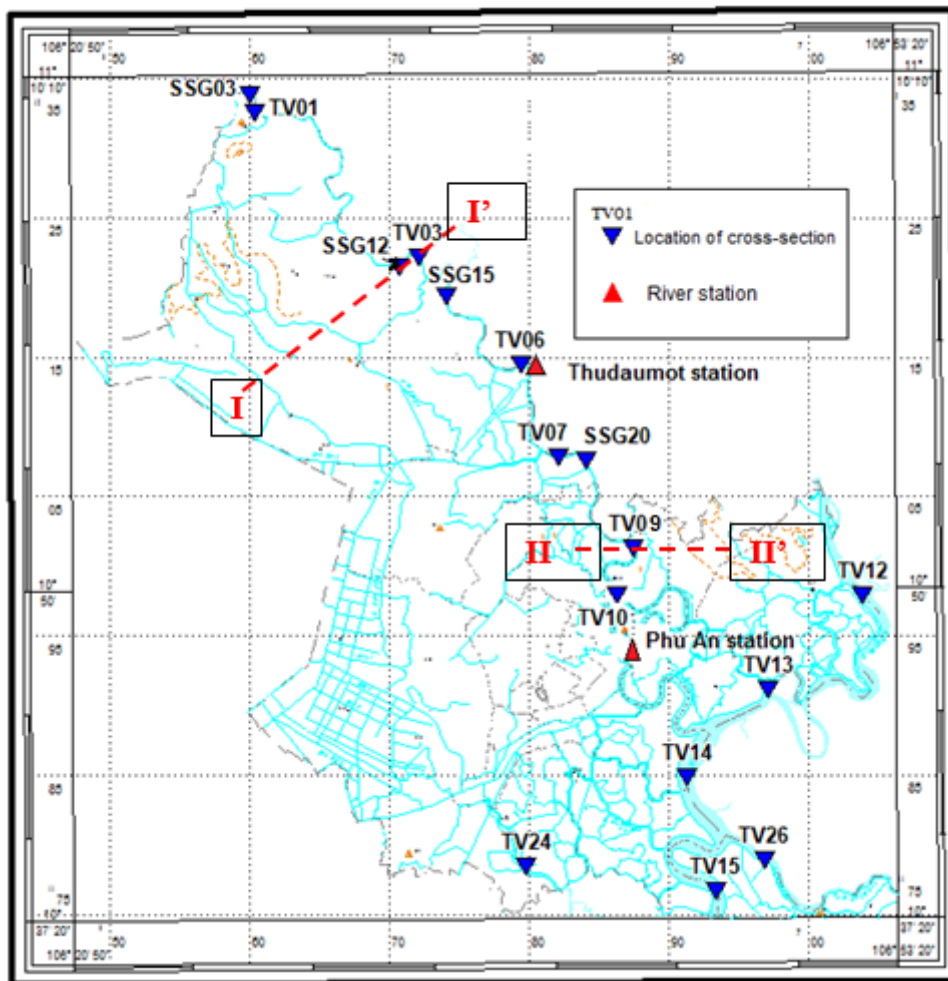 106° 20' 50"
50
60
70
80
90
00
106° 53' 20"
11°
10' 10"
35
SSG03
TV01
25
I'
TV03
SSG12
SSG15
TV01
Location of cross-section
River station
TV06
15
Thudaumot station
I
TV07
SSG20
05
TV09
II
II'
TV12
10°
50
TV10
Phu An station
95
TV13
TV14
85
TV24
TV26
TV15
75
10°
37' 20"
106° 20' 50"
50
60
70
80
90
00
106° 53' 20"